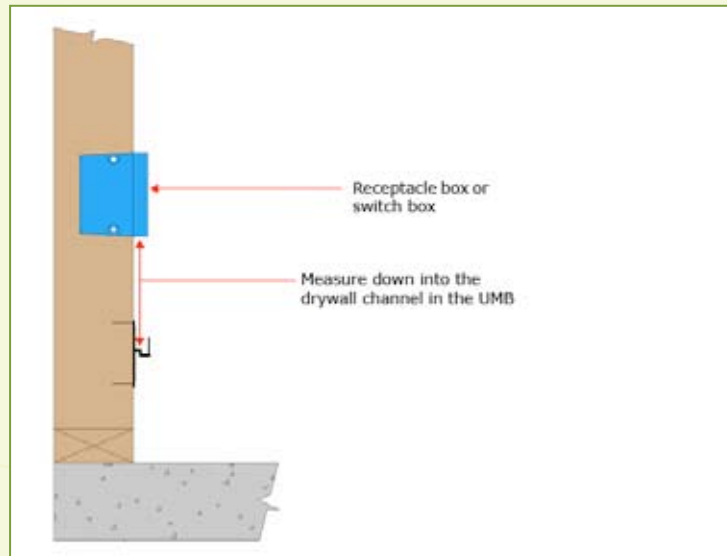 Receptacle box or
switch box
Measure down into the
drywall channel in the UMB